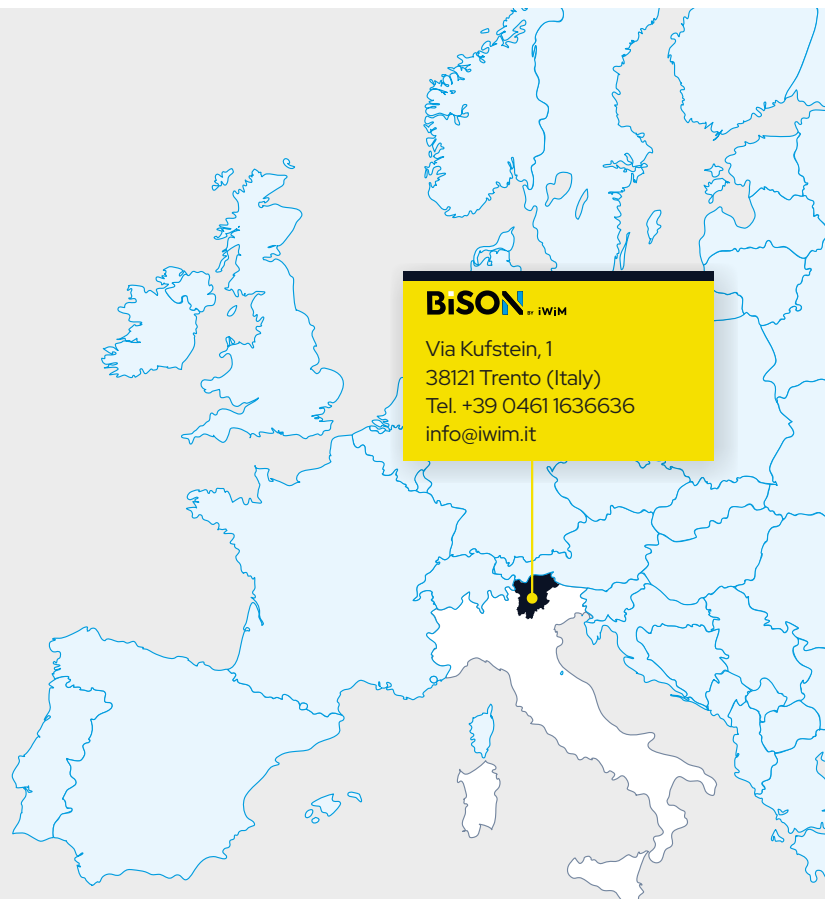 BiSON BY iWiM
Via Kufstein, 1
38121 Trento (Italy)
Tel. +39 0461 1636636
info@iwim.it